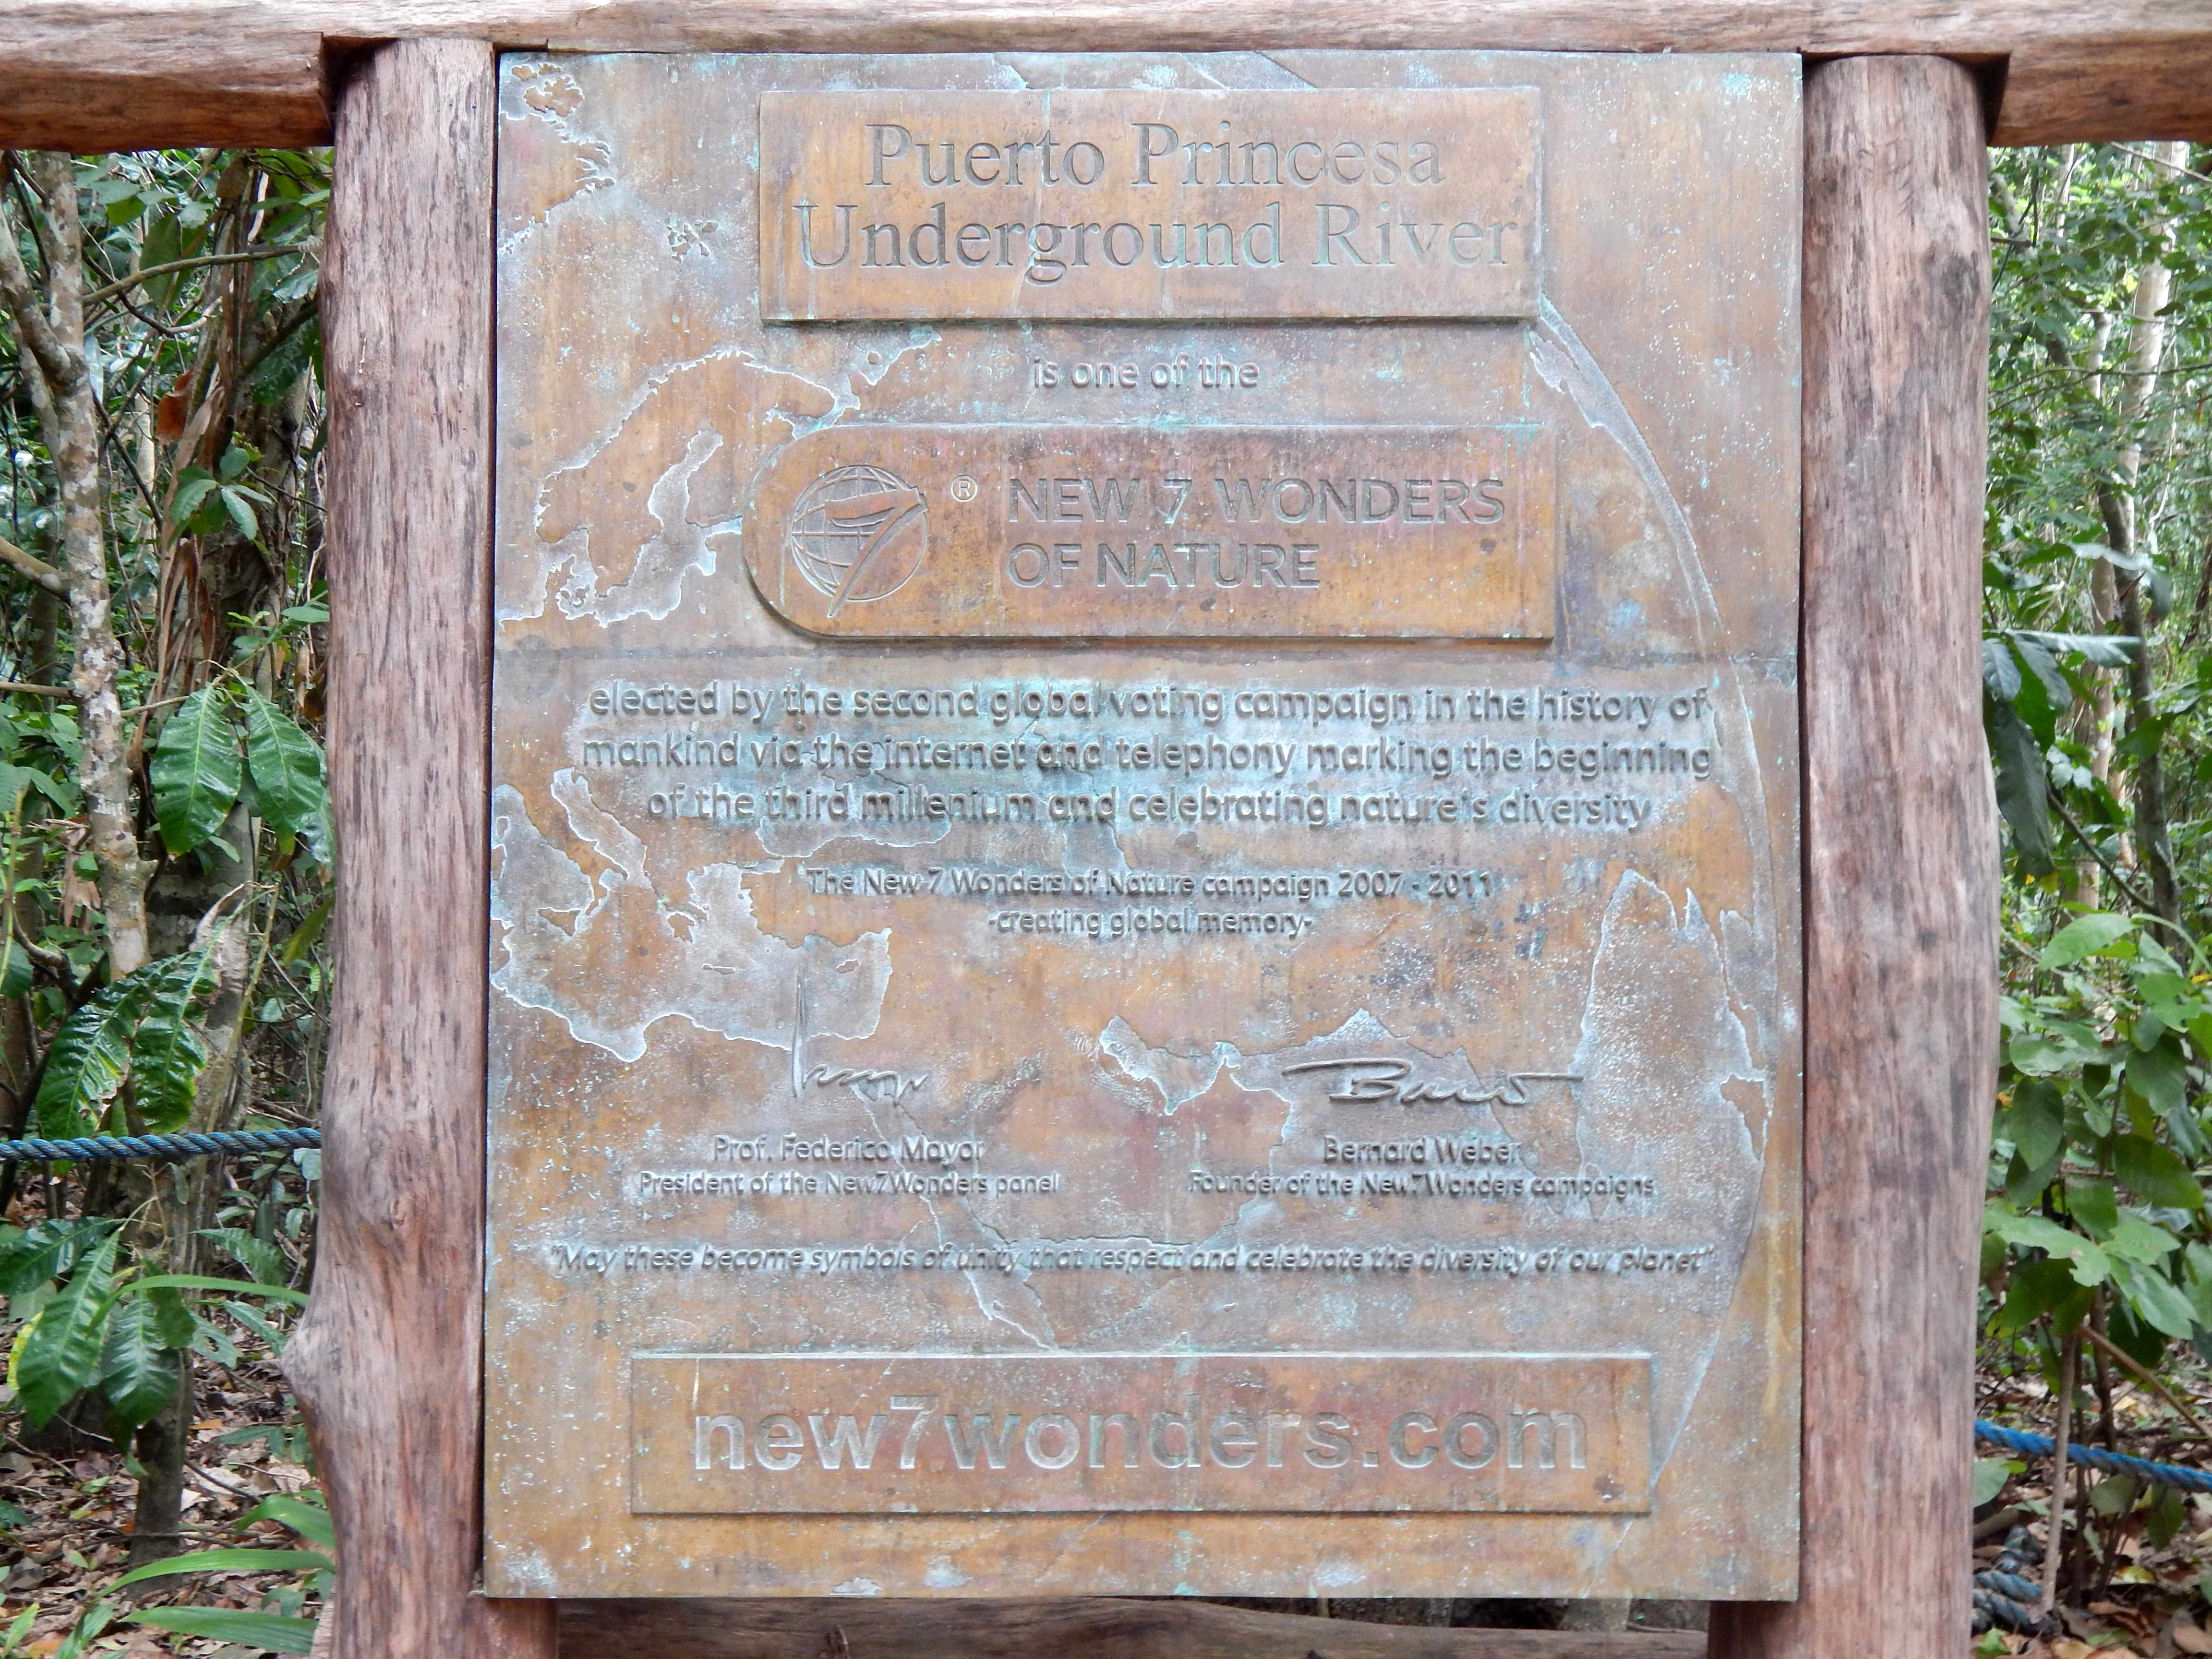 Puerto Princesa
Underground River
is one of the
® NEW 7 WONDERS
OF NATURE
elected by the second global voting campaign in the history of
mankind via the internet and telephony marking the beginning
of the third millenium and celebrating nature's diversity
The New 7 Wonders of Nature campaign 2007 - 2011
-creating global memory-
Prof. Federico Mayor
President of the New7Wonders panel
Bernard Weber
Founder of the New7Wonders campaigns
"May these become symbols of unity that respect and celebrate the diversity of our planet"
new7wonders.com